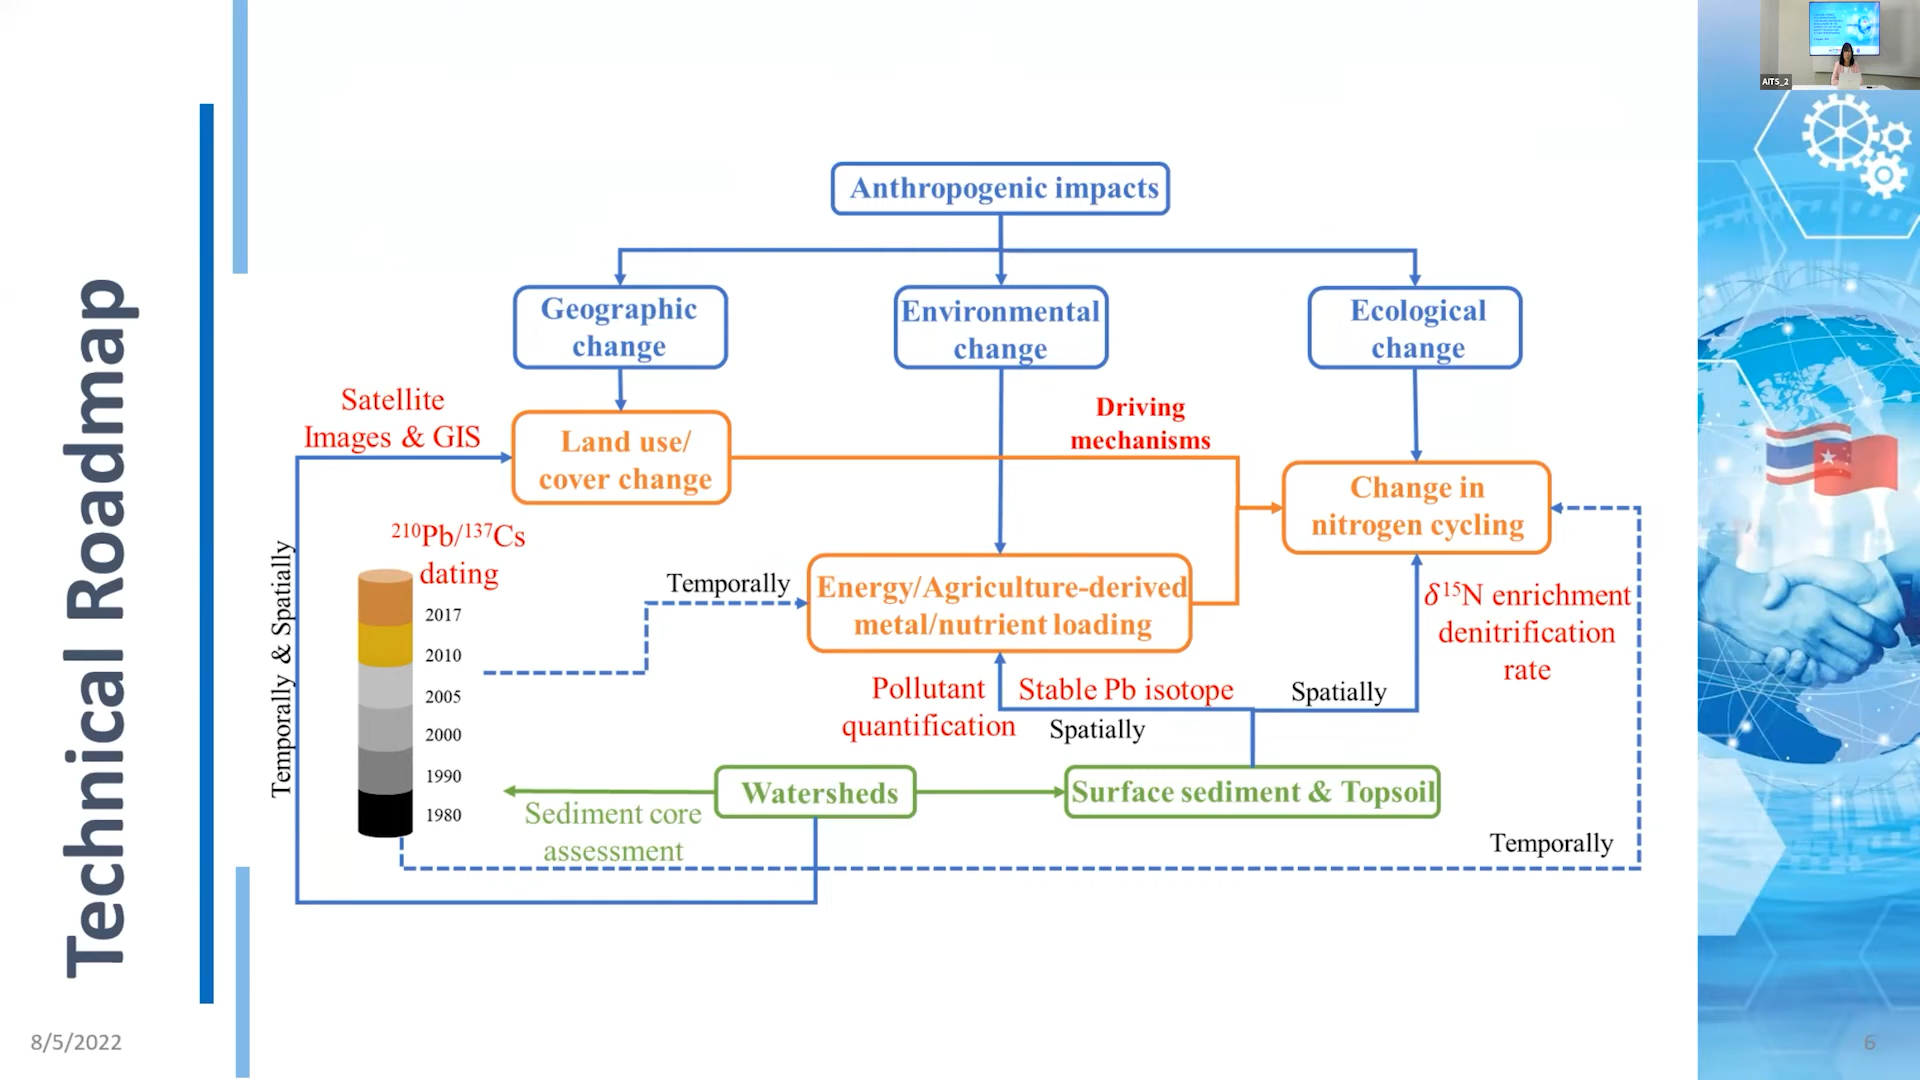 AITS_2
Technical Roadmap
Anthropogenic impacts
Geographic
change
Environmental
change
Ecological
change
Satellite
Images & GIS
Land use/
cover change
Driving
mechanisms
Change in
nitrogen cycling
²¹⁰Pb/¹³⁷Cs
dating
2017
2010
2005
2000
1990
1980
Temporally & Spatially
Temporally
Energy/Agriculture-derived
metal/nutrient loading
δ¹⁵N enrichment
denitrification
rate
Pollutant
quantification
Stable Pb isotope
Spatially
Spatially
Watersheds
Surface sediment & Topsoil
Sediment core
assessment
Temporally
8/5/2022
6